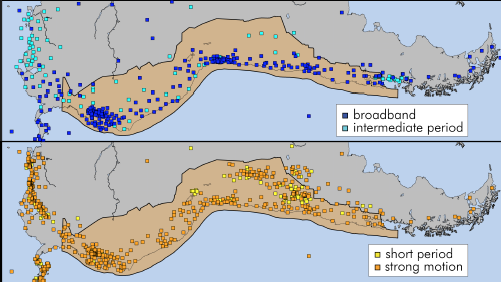 broadband
intermediate period
short period
strong motion